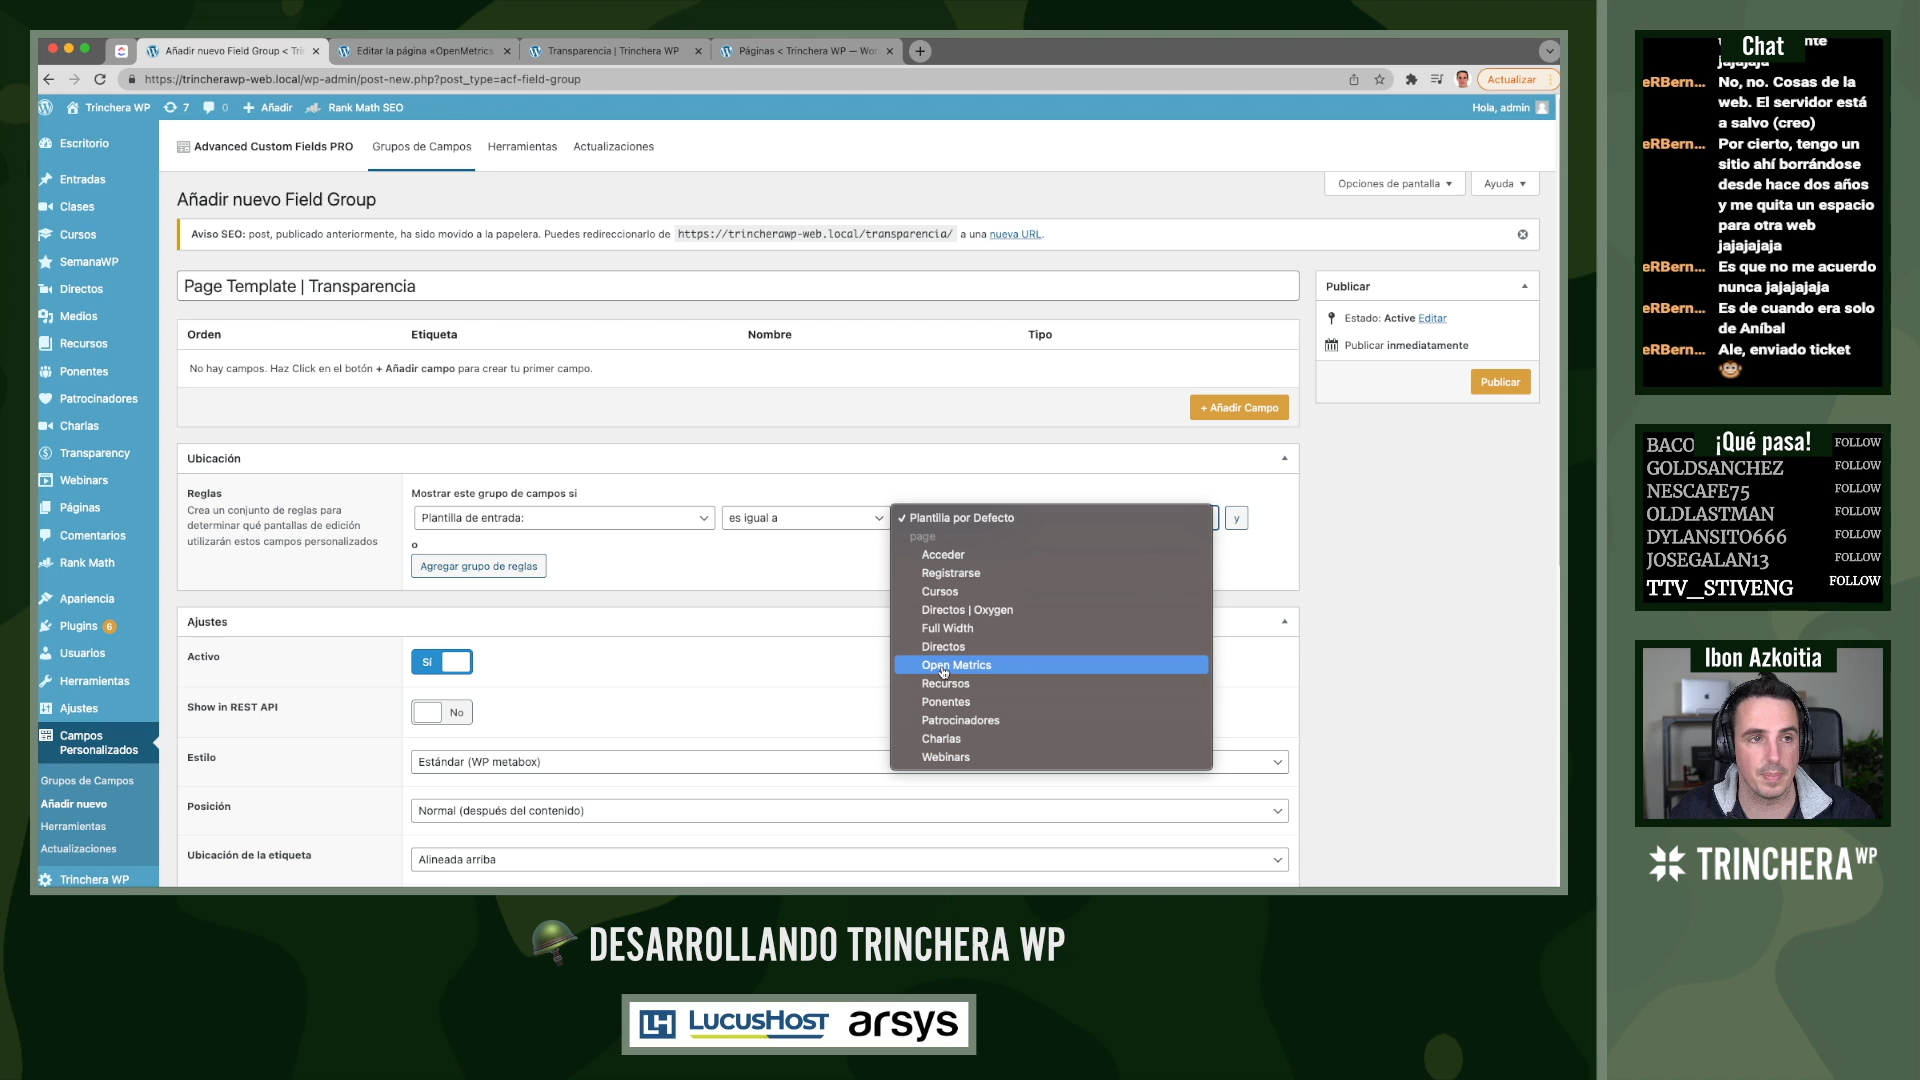 Añadir nuevo Field Group < Tri
Editar la página «OpenMetrics
Transparencia | Trinchera WP
Páginas < Trinchera WP — Wor
https://trincherawp-web.local/wp-admin/post-new.php?post_type=acf-field-group
Actualizar
Trinchera WP
7
0
Añadir
Rank Math SEO
Hola, admin
Escritorio
Entradas
Clases
Cursos
SemanaWP
Directos
Medios
Recursos
Ponentes
Patrocinadores
Charlas
Transparency
Webinars
Páginas
Comentarios
Rank Math
Apariencia
Plugins 6
Usuarios
Herramientas
Ajustes
Campos
Personalizados
Grupos de Campos
Añadir nuevo
Herramientas
Actualizaciones
Trinchera WP
Advanced Custom Fields PRO
Grupos de Campos
Herramientas
Actualizaciones
Opciones de pantalla
Ayuda
Añadir nuevo Field Group
Aviso SEO: post, publicado anteriormente, ha sido movido a la papelera. Puedes redireccionarlo de https://trincherawp-web.local/transparencia/ a una nueva URL.
Page Template | Transparencia
Orden Etiqueta Nombre Tipo
No hay campos. Haz Click en el botón + Añadir campo para crear tu primer campo.
+ Añadir Campo
Publicar
Estado: Active Editar
Publicar inmediatamente
Publicar
Ubicación
Reglas
Crea un conjunto de reglas para
determinar qué pantallas de edición
utilizarán estos campos personalizados
Mostrar este grupo de campos si
Plantilla de entrada:
es igual a
y
o
Agregar grupo de reglas
✓ Plantilla por Defecto
page
Acceder
Registrarse
Cursos
Directos | Oxygen
Full Width
Directos
Open Metrics
Recursos
Ponentes
Patrocinadores
Charlas
Webinars
Ajustes
Activo
Sí
Show in REST API
No
Estilo
Estándar (WP metabox)
Posición
Normal (después del contenido)
Ubicación de la etiqueta
Alineada arriba
Chat
nte
jajajaja
eRBern... No, no. Cosas de la
web. El servidor está
a salvo (creo)
eRBern... Por cierto, tengo un
sitio ahí borrándose
desde hace dos años
y me quita un espacio
para otra web
jajajajaja
eRBern... Es que no me acuerdo
nunca jajajajaja
eRBern... Es de cuando era solo
de Aníbal
eRBern... Ale, enviado ticket
¡Qué pasa!
BACO FOLLOW
GOLDSANCHEZ FOLLOW
NESCAFE75 FOLLOW
OLDLASTMAN FOLLOW
DYLANSITO666 FOLLOW
JOSEGALAN13 FOLLOW
TTV_STIVENG FOLLOW
Ibon Azkoitia
TRINCHERA WP
DESARROLLANDO TRINCHERA WP
LH LUCUSHOST arsys